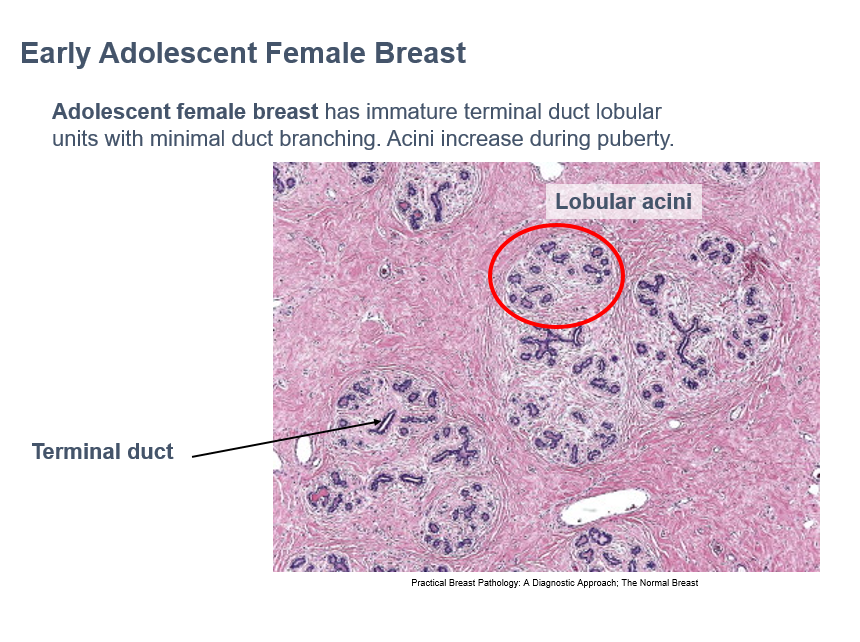 Early Adolescent Female Breast
Adolescent female breast has immature terminal duct lobular
units with minimal duct branching. Acini increase during puberty.
Lobular acini
Terminal duct
Practical Breast Pathology: A Diagnostic Approach; The Normal Breast